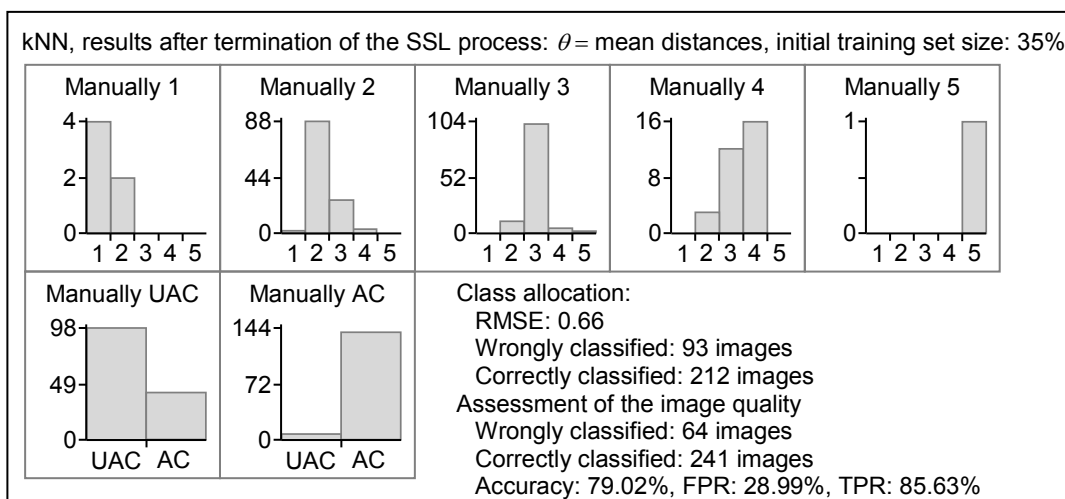 kNN, results after termination of the SSL process: θ = mean distances, initial training set size: 35%
Manually 1
4
2
0
1 2 3 4 5
Manually 2
88
44
0
1 2 3 4 5
Manually 3
104
52
0
1 2 3 4 5
Manually 4
16
8
0
1 2 3 4 5
Manually 5
1
0
1 2 3 4 5
Manually UAC
98
49
0
UAC AC
Manually AC
144
72
0
UAC AC
Class allocation:
RMSE: 0.66
Wrongly classified: 93 images
Correctly classified: 212 images
Assessment of the image quality
Wrongly classified: 64 images
Correctly classified: 241 images
Accuracy: 79.02%, FPR: 28.99%, TPR: 85.63%